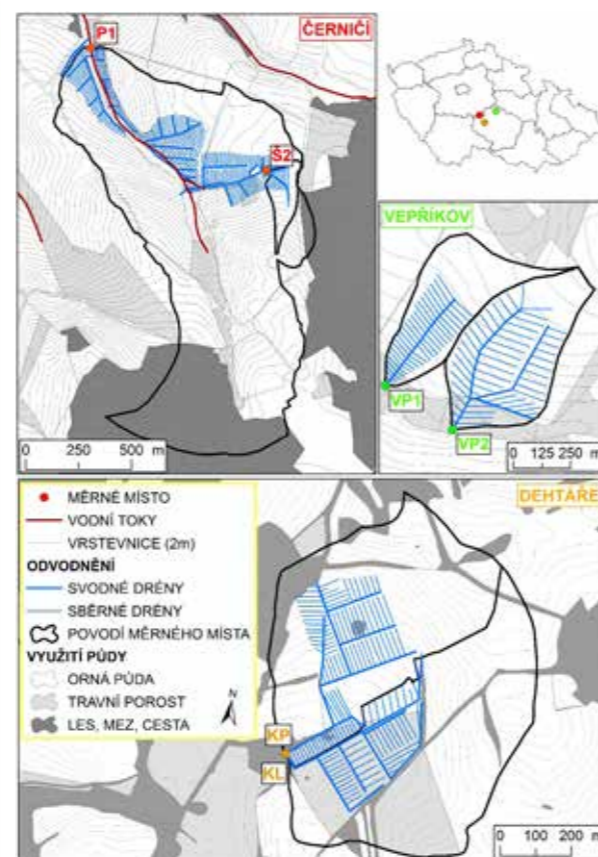 P1
ČERNIČÍ
Š2
0 250 500 m
VEPŘÍKOV
VP1
VP2
0 125 250 m
MĚRNÉ MÍSTO
VODNÍ TOKY
VRSTEVNICE (2m)
ODVODNĚNÍ
SVODNÉ DRÉNY
SBĚRNÉ DRÉNY
POVODÍ MĚRNÉHO MÍSTA
VYUŽITÍ PŮDY
ORNÁ PŮDA
TRAVNÍ POROST
LES, MEZ, CESTA
N
DEHTÁŘE
KP
KL
0 100 200 m